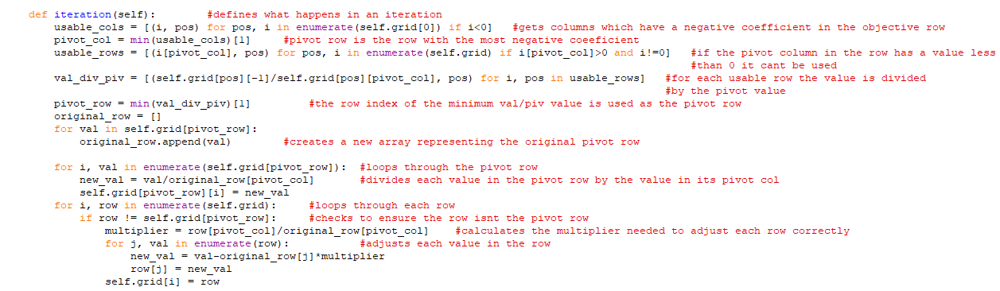 def iteration(self):        #defines what happens in an iteration
    usable_cols = [(i, pos) for pos, i in enumerate(self.grid[0]) if i<0]   #gets columns which have a negative coefficient in the objective row
    pivot_col = min(usable_cols)[1]     #pivot row is the row with the most negative coeeficient
    usable_rows = [(i[pivot_col], pos) for pos, i in enumerate(self.grid) if i[pivot_col]>0 and i!=0]   #if the pivot column in the row has a value less
                                                                                                    #than 0 it cant be used
    val_div_piv = [(self.grid[pos][-1]/self.grid[pos][pivot_col], pos) for i, pos in usable_rows]   #for each usable row the value is divided
                                                                                                #by the pivot value
    pivot_row = min(val_div_piv)[1]         #the row index of the minimum val/piv value is used as the pivot row
    original_row = []
    for val in self.grid[pivot_row]:
        original_row.append(val)        #creates a new array representing the original pivot row

    for i, val in enumerate(self.grid[pivot_row]):  #loops through the pivot row
        new_val = val/original_row[pivot_col]       #divides each value in the pivot row by the value in its pivot col
        self.grid[pivot_row][i] = new_val
    for i, row in enumerate(self.grid):     #loops through each row
        if row != self.grid[pivot_row]:     #checks to ensure the row isnt the pivot row
            multiplier = row[pivot_col]/original_row[pivot_col]    #calculates the multiplier needed to adjust each row correctly
            for j, val in enumerate(row):           #adjusts each value in the row
                new_val = val-original_row[j]*multiplier
                row[j] = new_val
            self.grid[i] = row